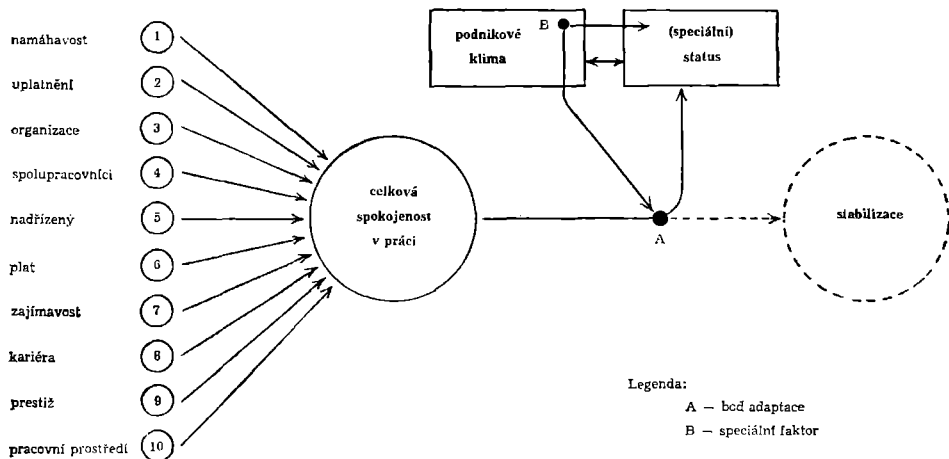 namáhavost 1
uplatnění 2
organizace 3
spolupracovníci 4
nadřízený 5
plat 6
zajímavost 7
kariéra 8
prestiž 9
pracovní prostředí 10
celková
spokojenost
v práci
B
podnikové
klima
(speciální)
status
A
stabilizace
Legenda:
A – bod adaptace
B – speciální faktor